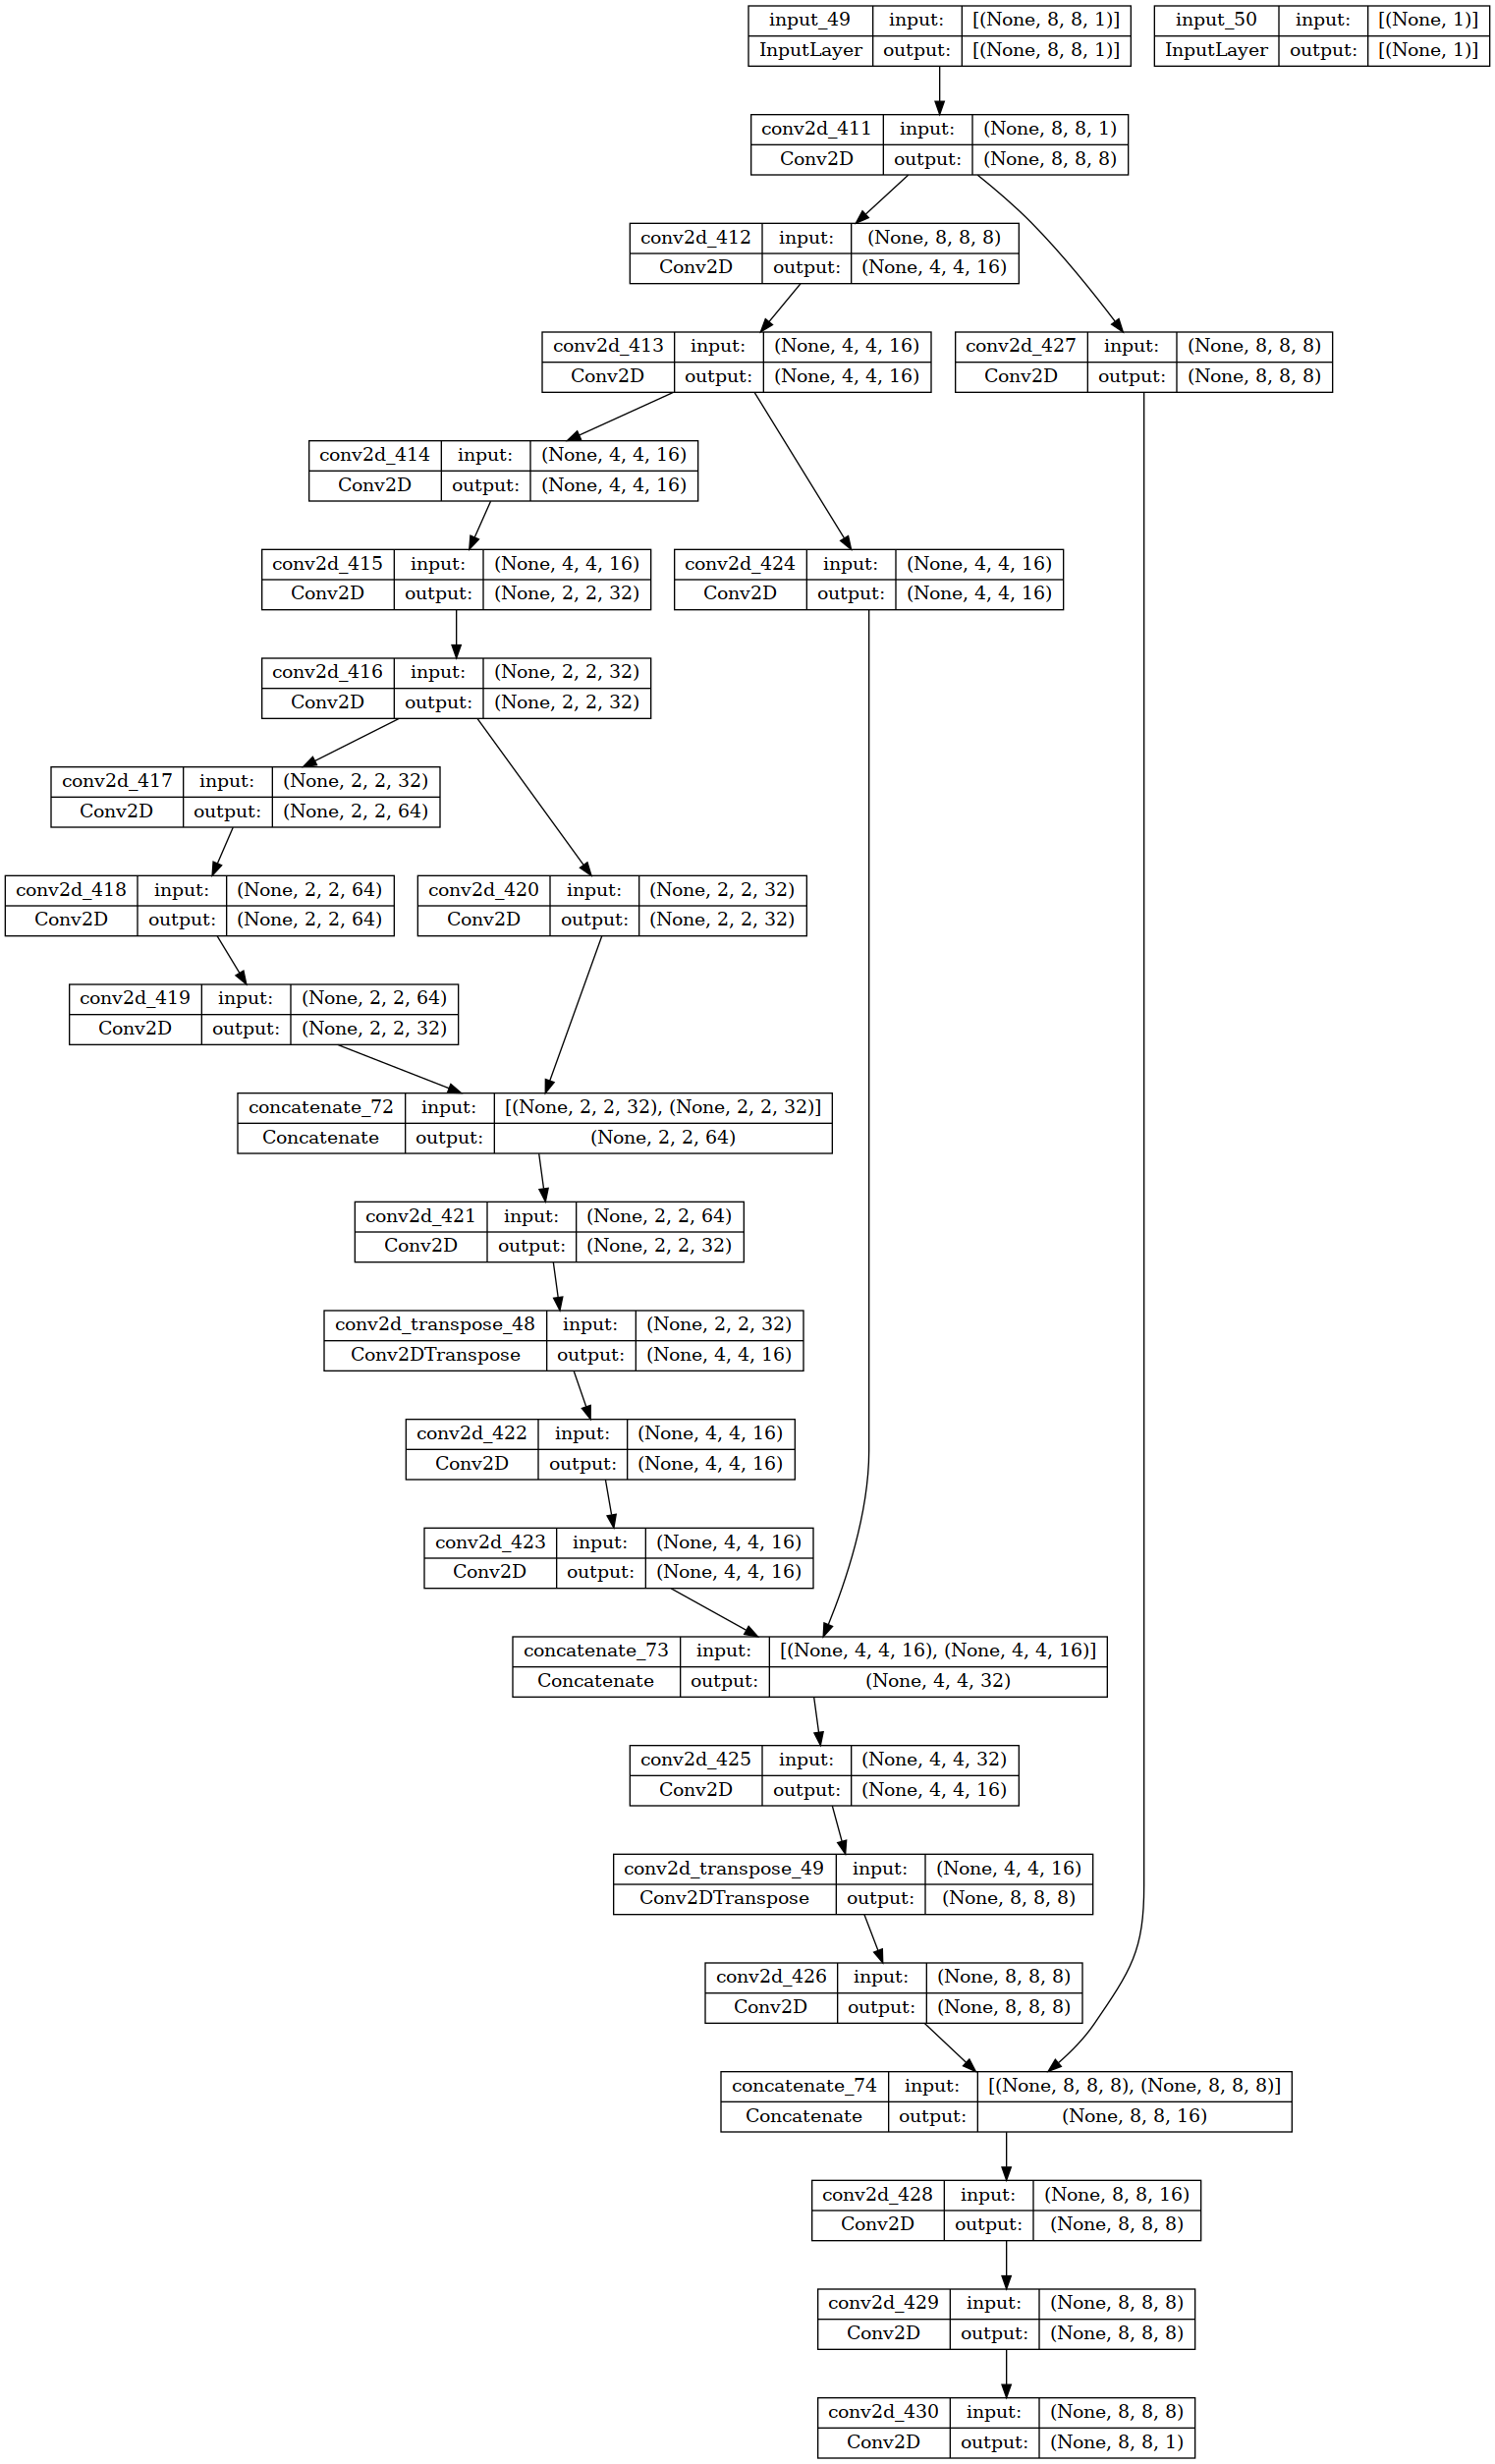 input_49 input: [(None, 8, 8, 1)]
InputLayer output: [(None, 8, 8, 1)]
input_50 input: [(None, 1)]
InputLayer output: [(None, 1)]
conv2d_411 input: (None, 8, 8, 1)
Conv2D output: (None, 8, 8, 8)
conv2d_412 input: (None, 8, 8, 8)
Conv2D output: (None, 4, 4, 16)
conv2d_413 input: (None, 4, 4, 16)
Conv2D output: (None, 4, 4, 16)
conv2d_427 input: (None, 8, 8, 8)
Conv2D output: (None, 8, 8, 8)
conv2d_414 input: (None, 4, 4, 16)
Conv2D output: (None, 4, 4, 16)
conv2d_415 input: (None, 4, 4, 16)
Conv2D output: (None, 2, 2, 32)
conv2d_424 input: (None, 4, 4, 16)
Conv2D output: (None, 4, 4, 16)
conv2d_416 input: (None, 2, 2, 32)
Conv2D output: (None, 2, 2, 32)
conv2d_417 input: (None, 2, 2, 32)
Conv2D output: (None, 2, 2, 64)
conv2d_418 input: (None, 2, 2, 64)
Conv2D output: (None, 2, 2, 64)
conv2d_420 input: (None, 2, 2, 32)
Conv2D output: (None, 2, 2, 32)
conv2d_419 input: (None, 2, 2, 64)
Conv2D output: (None, 2, 2, 32)
concatenate_72 input: [(None, 2, 2, 32), (None, 2, 2, 32)]
Concatenate output: (None, 2, 2, 64)
conv2d_421 input: (None, 2, 2, 64)
Conv2D output: (None, 2, 2, 32)
conv2d_transpose_48 input: (None, 2, 2, 32)
Conv2DTranspose output: (None, 4, 4, 16)
conv2d_422 input: (None, 4, 4, 16)
Conv2D output: (None, 4, 4, 16)
conv2d_423 input: (None, 4, 4, 16)
Conv2D output: (None, 4, 4, 16)
concatenate_73 input: [(None, 4, 4, 16), (None, 4, 4, 16)]
Concatenate output: (None, 4, 4, 32)
conv2d_425 input: (None, 4, 4, 32)
Conv2D output: (None, 4, 4, 16)
conv2d_transpose_49 input: (None, 4, 4, 16)
Conv2DTranspose output: (None, 8, 8, 8)
conv2d_426 input: (None, 8, 8, 8)
Conv2D output: (None, 8, 8, 8)
concatenate_74 input: [(None, 8, 8, 8), (None, 8, 8, 8)]
Concatenate output: (None, 8, 8, 16)
conv2d_428 input: (None, 8, 8, 16)
Conv2D output: (None, 8, 8, 8)
conv2d_429 input: (None, 8, 8, 8)
Conv2D output: (None, 8, 8, 8)
conv2d_430 input: (None, 8, 8, 8)
Conv2D output: (None, 8, 8, 1)